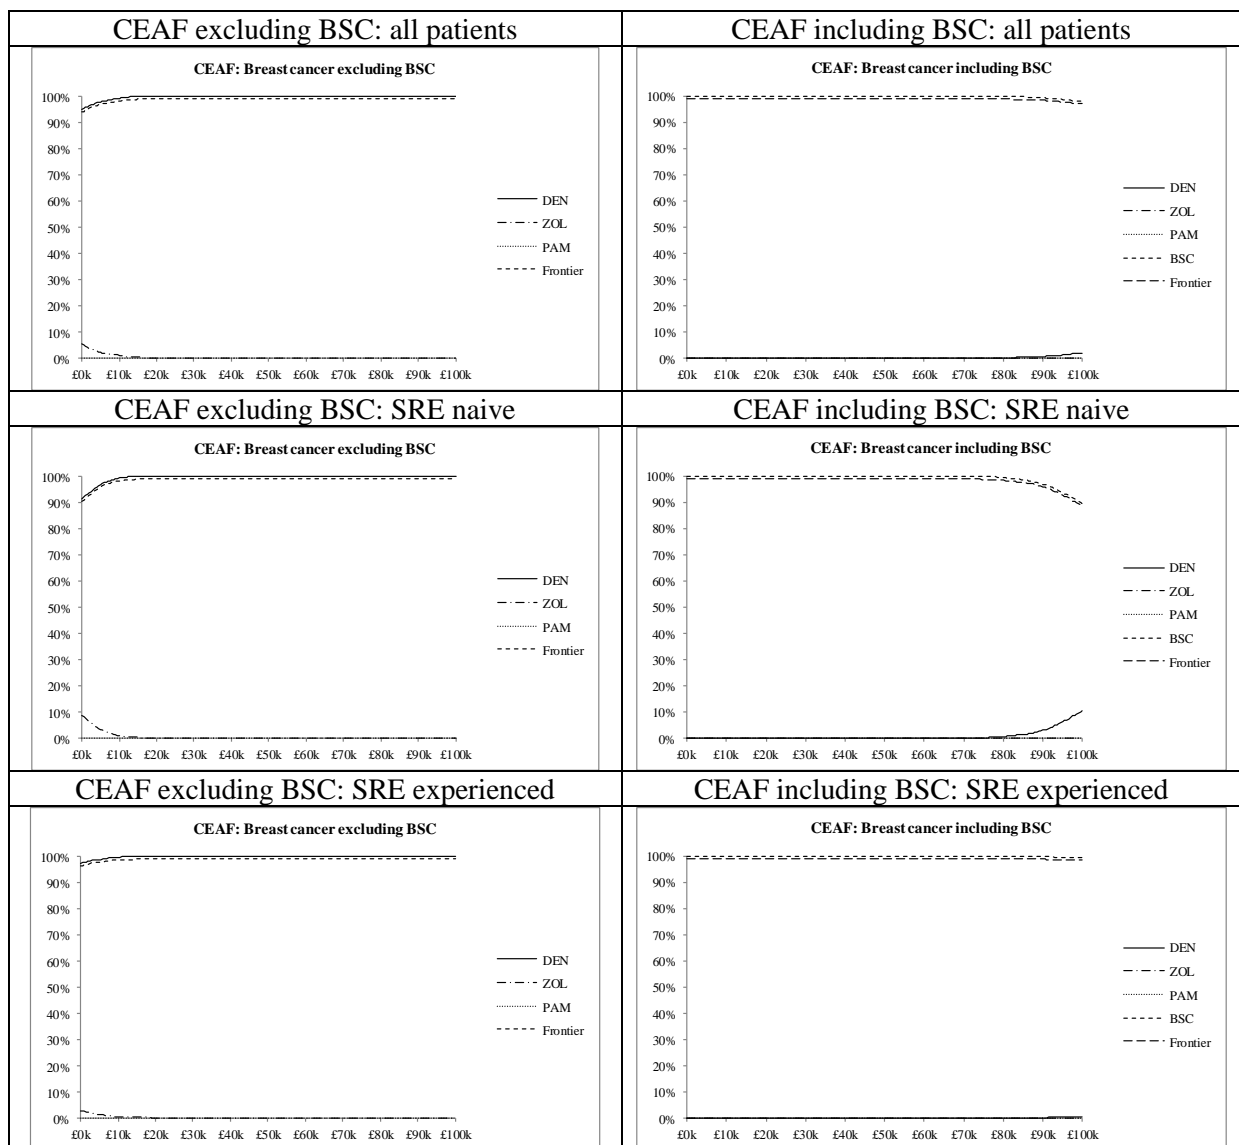 CEAF excluding BSC: all patients
CEAF including BSC: all patients
CEAF: Breast cancer excluding BSC
100%
90%
80%
70%
60%
50%
40%
30%
20%
10%
0%
£0k £10k £20k £30k £40k £50k £60k £70k £80k £90k £100k
DEN
ZOL
PAM
Frontier
CEAF: Breast cancer including BSC
100%
90%
80%
70%
60%
50%
40%
30%
20%
10%
0%
£0k £10k £20k £30k £40k £50k £60k £70k £80k £90k £100k
DEN
ZOL
PAM
BSC
Frontier
CEAF excluding BSC: SRE naive
CEAF including BSC: SRE naive
CEAF: Breast cancer excluding BSC
100%
90%
80%
70%
60%
50%
40%
30%
20%
10%
0%
£0k £10k £20k £30k £40k £50k £60k £70k £80k £90k £100k
DEN
ZOL
PAM
Frontier
CEAF: Breast cancer including BSC
100%
90%
80%
70%
60%
50%
40%
30%
20%
10%
0%
£0k £10k £20k £30k £40k £50k £60k £70k £80k £90k £100k
DEN
ZOL
PAM
BSC
Frontier
CEAF excluding BSC: SRE experienced
CEAF including BSC: SRE experienced
CEAF: Breast cancer excluding BSC
100%
90%
80%
70%
60%
50%
40%
30%
20%
10%
0%
£0k £10k £20k £30k £40k £50k £60k £70k £80k £90k £100k
DEN
ZOL
PAM
Frontier
CEAF: Breast cancer including BSC
100%
90%
80%
70%
60%
50%
40%
30%
20%
10%
0%
£0k £10k £20k £30k £40k £50k £60k £70k £80k £90k £100k
DEN
ZOL
PAM
BSC
Frontier